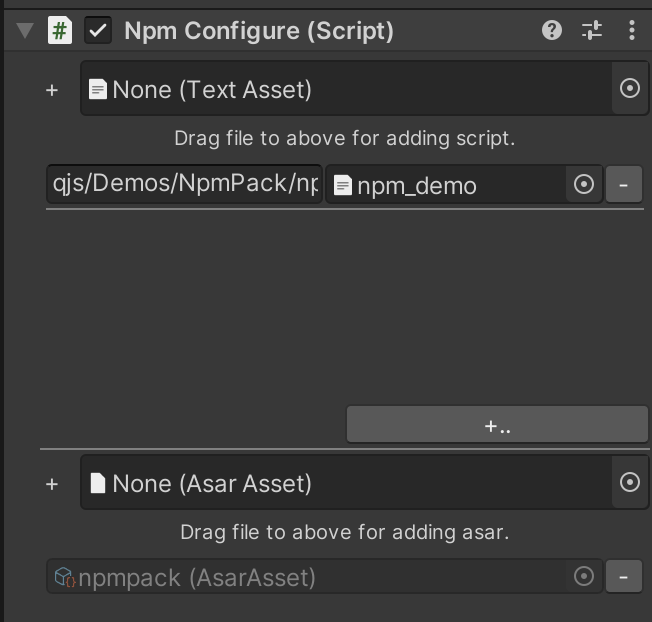 # Npm Configure (Script)
+ None (Text Asset)
Drag file to above for adding script.
qjs/Demos/NpmPack/np npm_demo -
+..
+ None (Asar Asset)
Drag file to above for adding asar.
npmpack (AsarAsset) -